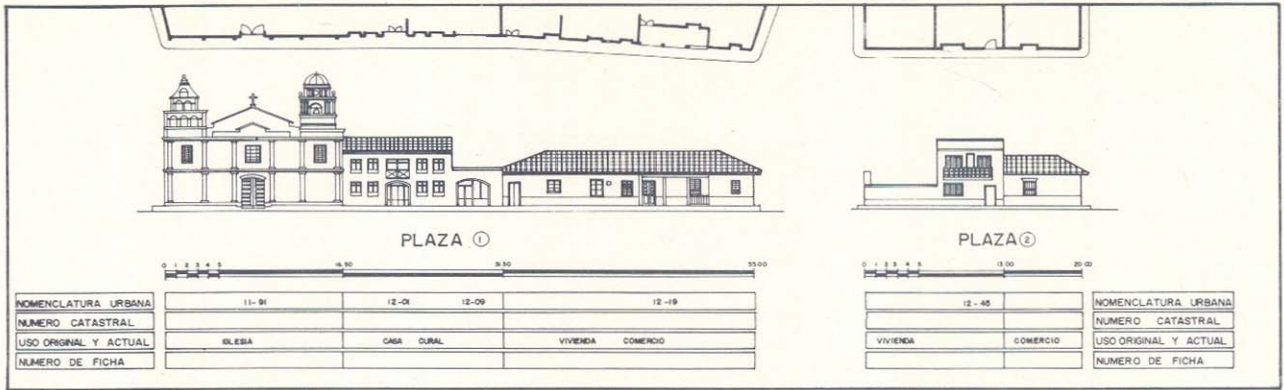 PLAZA ①
PLAZA ②
0 1 2 3 4 5 16.50 31.50 55.00
0 1 2 3 4 5 13.00 20.00
NOMENCLATURA URBANA 11-91 12-01 12-09 12-19
NUMERO CATASTRAL
USO ORIGINAL Y ACTUAL IGLESIA CASA CURAL VIVIENDA COMERCIO
NUMERO DE FICHA
12-46 NOMENCLATURA URBANA
NUMERO CATASTRAL
VIVIENDA COMERCIO USO ORIGINAL Y ACTUAL
NUMERO DE FICHA